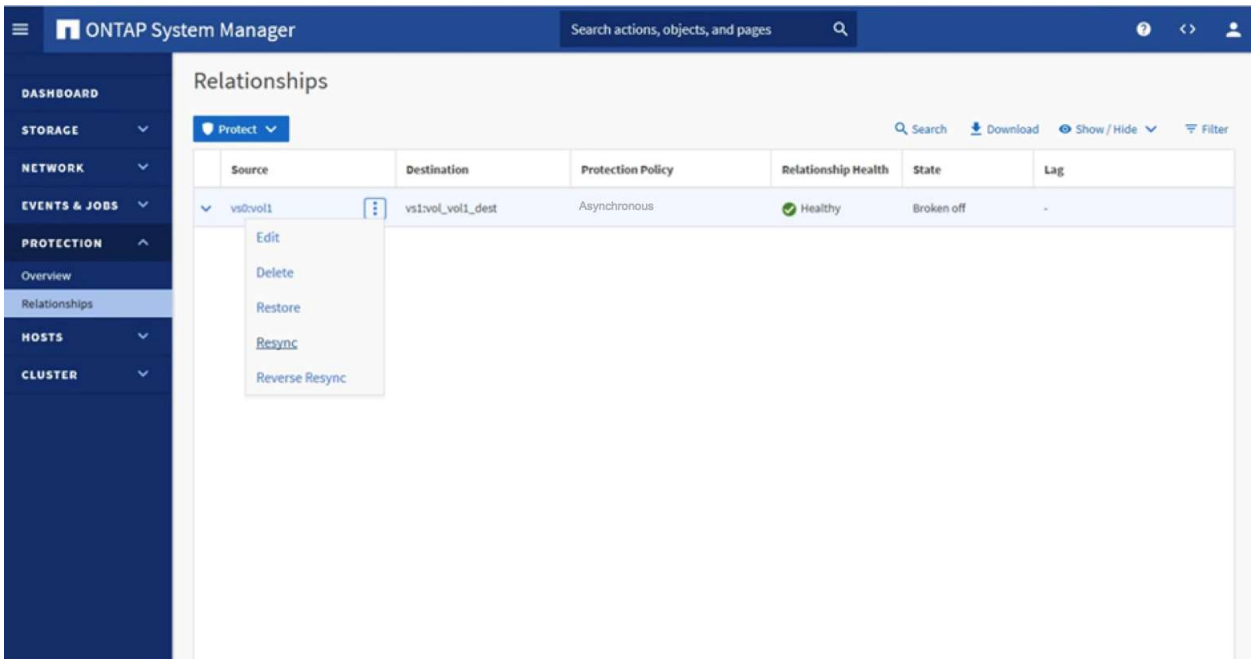 ONTAP System Manager
Search actions, objects, and pages
DASHBOARD
STORAGE
NETWORK
EVENTS & JOBS
PROTECTION
Overview
Relationships
HOSTS
CLUSTER
Relationships
Protect
Search Download Show / Hide Filter
Source Destination Protection Policy Relationship Health State Lag
vs0:vol1 vs1:vol_vol1_dest Asynchronous Healthy Broken off -
Edit
Delete
Restore
Resync
Reverse Resync